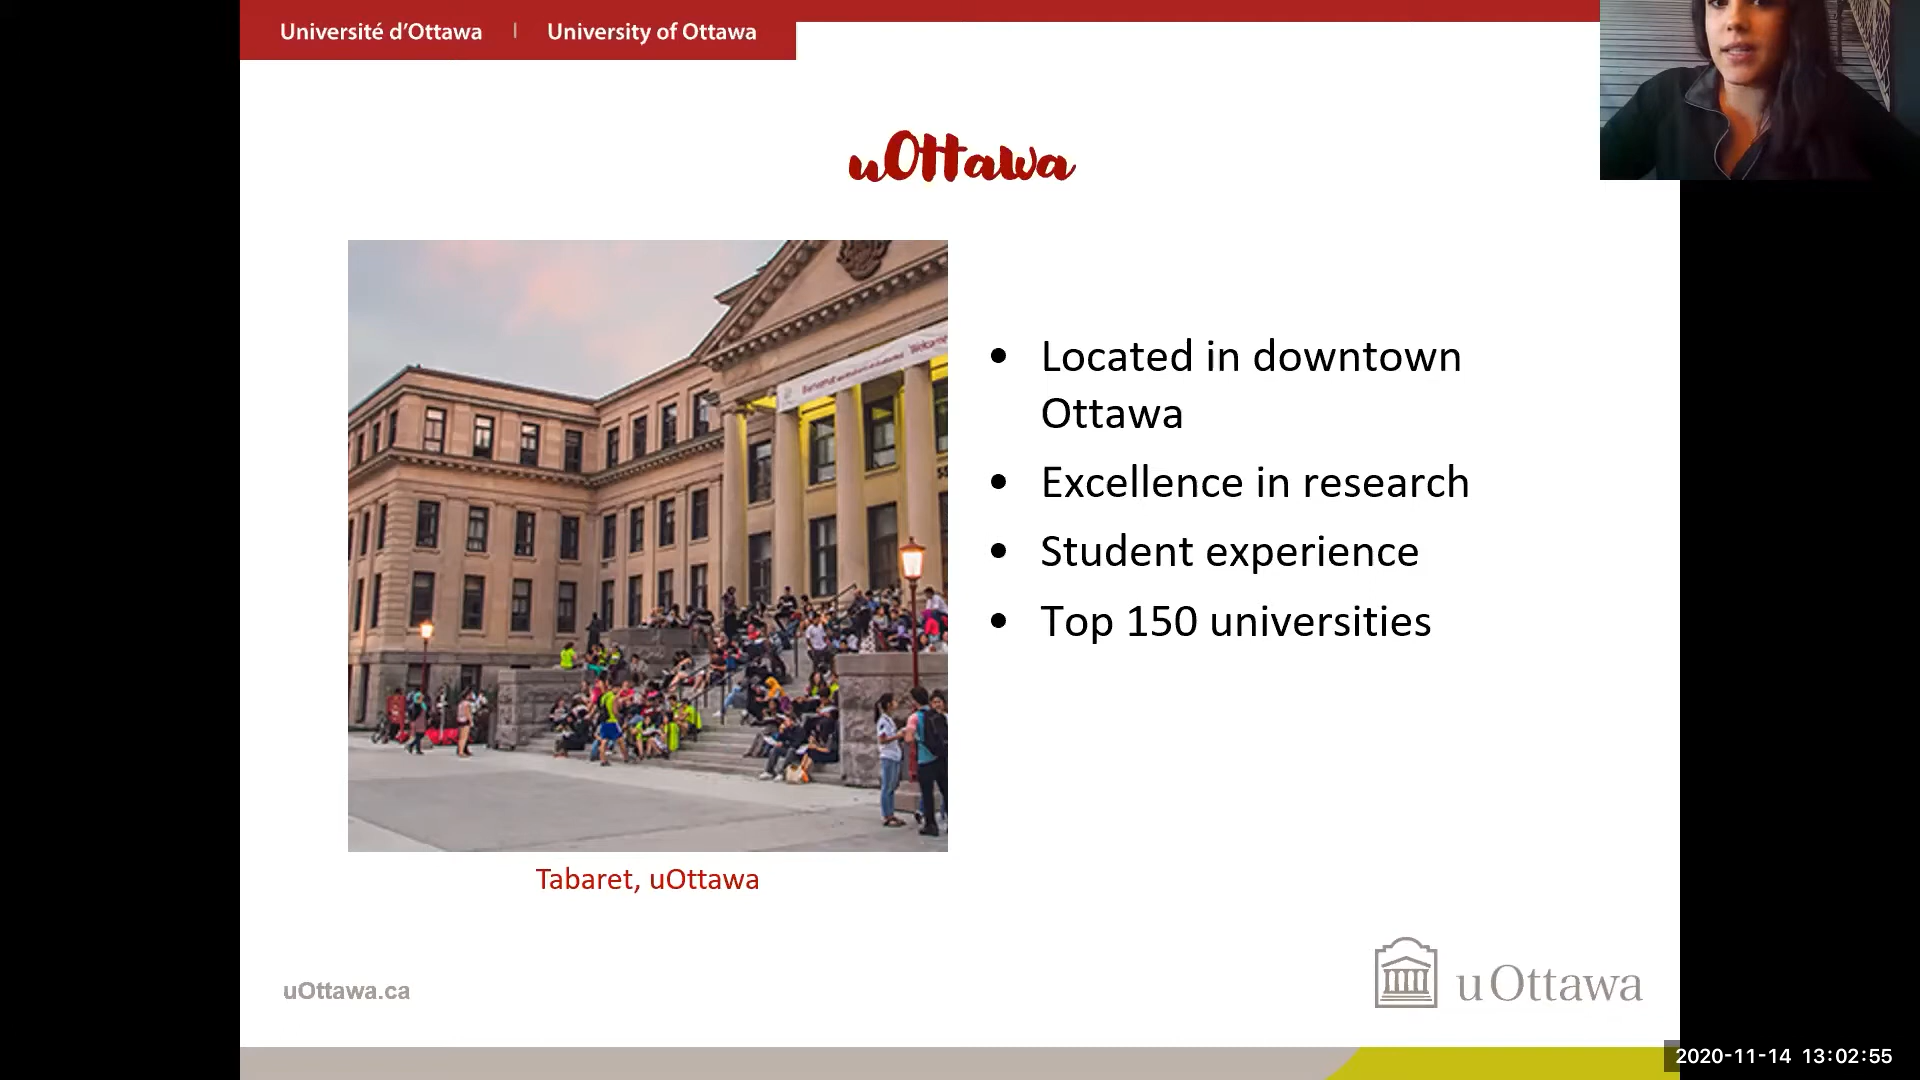 Université d'Ottawa | University of Ottawa
uOttawa
Located in downtown
Ottawa
Excellence in research
Student experience
Top 150 universities
Tabaret, uOttawa
uOttawa.ca
uOttawa
2020-11-14 13:02:55